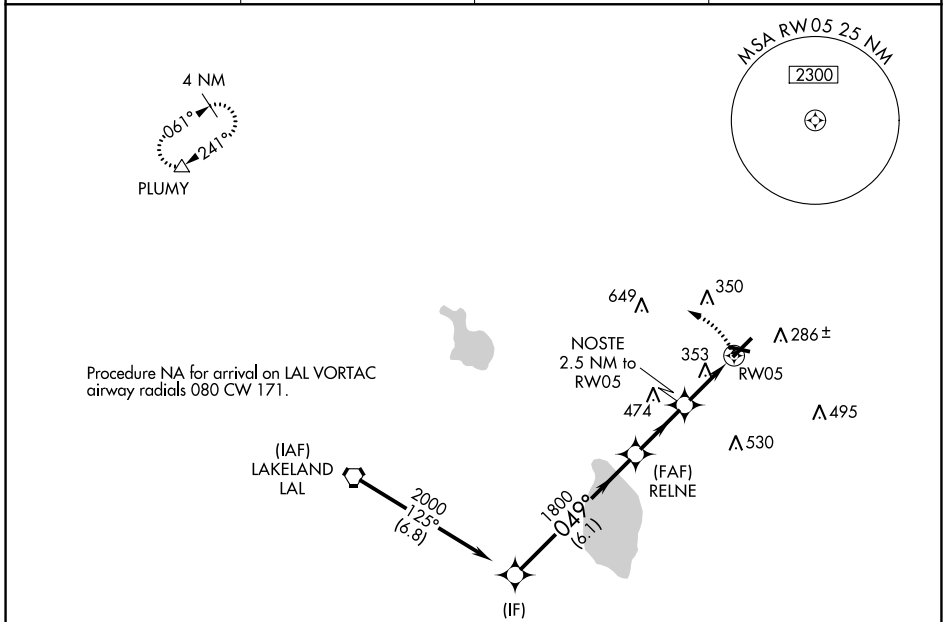 MSA RW05 25 NM
2300
4 NM
061°
241°
PLUMY
649
350
286±
NOSTE
2.5 NM to
RW05
353
RW05
474
495
530
Procedure NA for arrival on LAL VORTAC
airway radials 080 CW 171.
(IAF)
LAKELAND
LAL
2000
125°
(6.8)
1800
049°
(6.1)
(FAF)
RELNE
(IF)